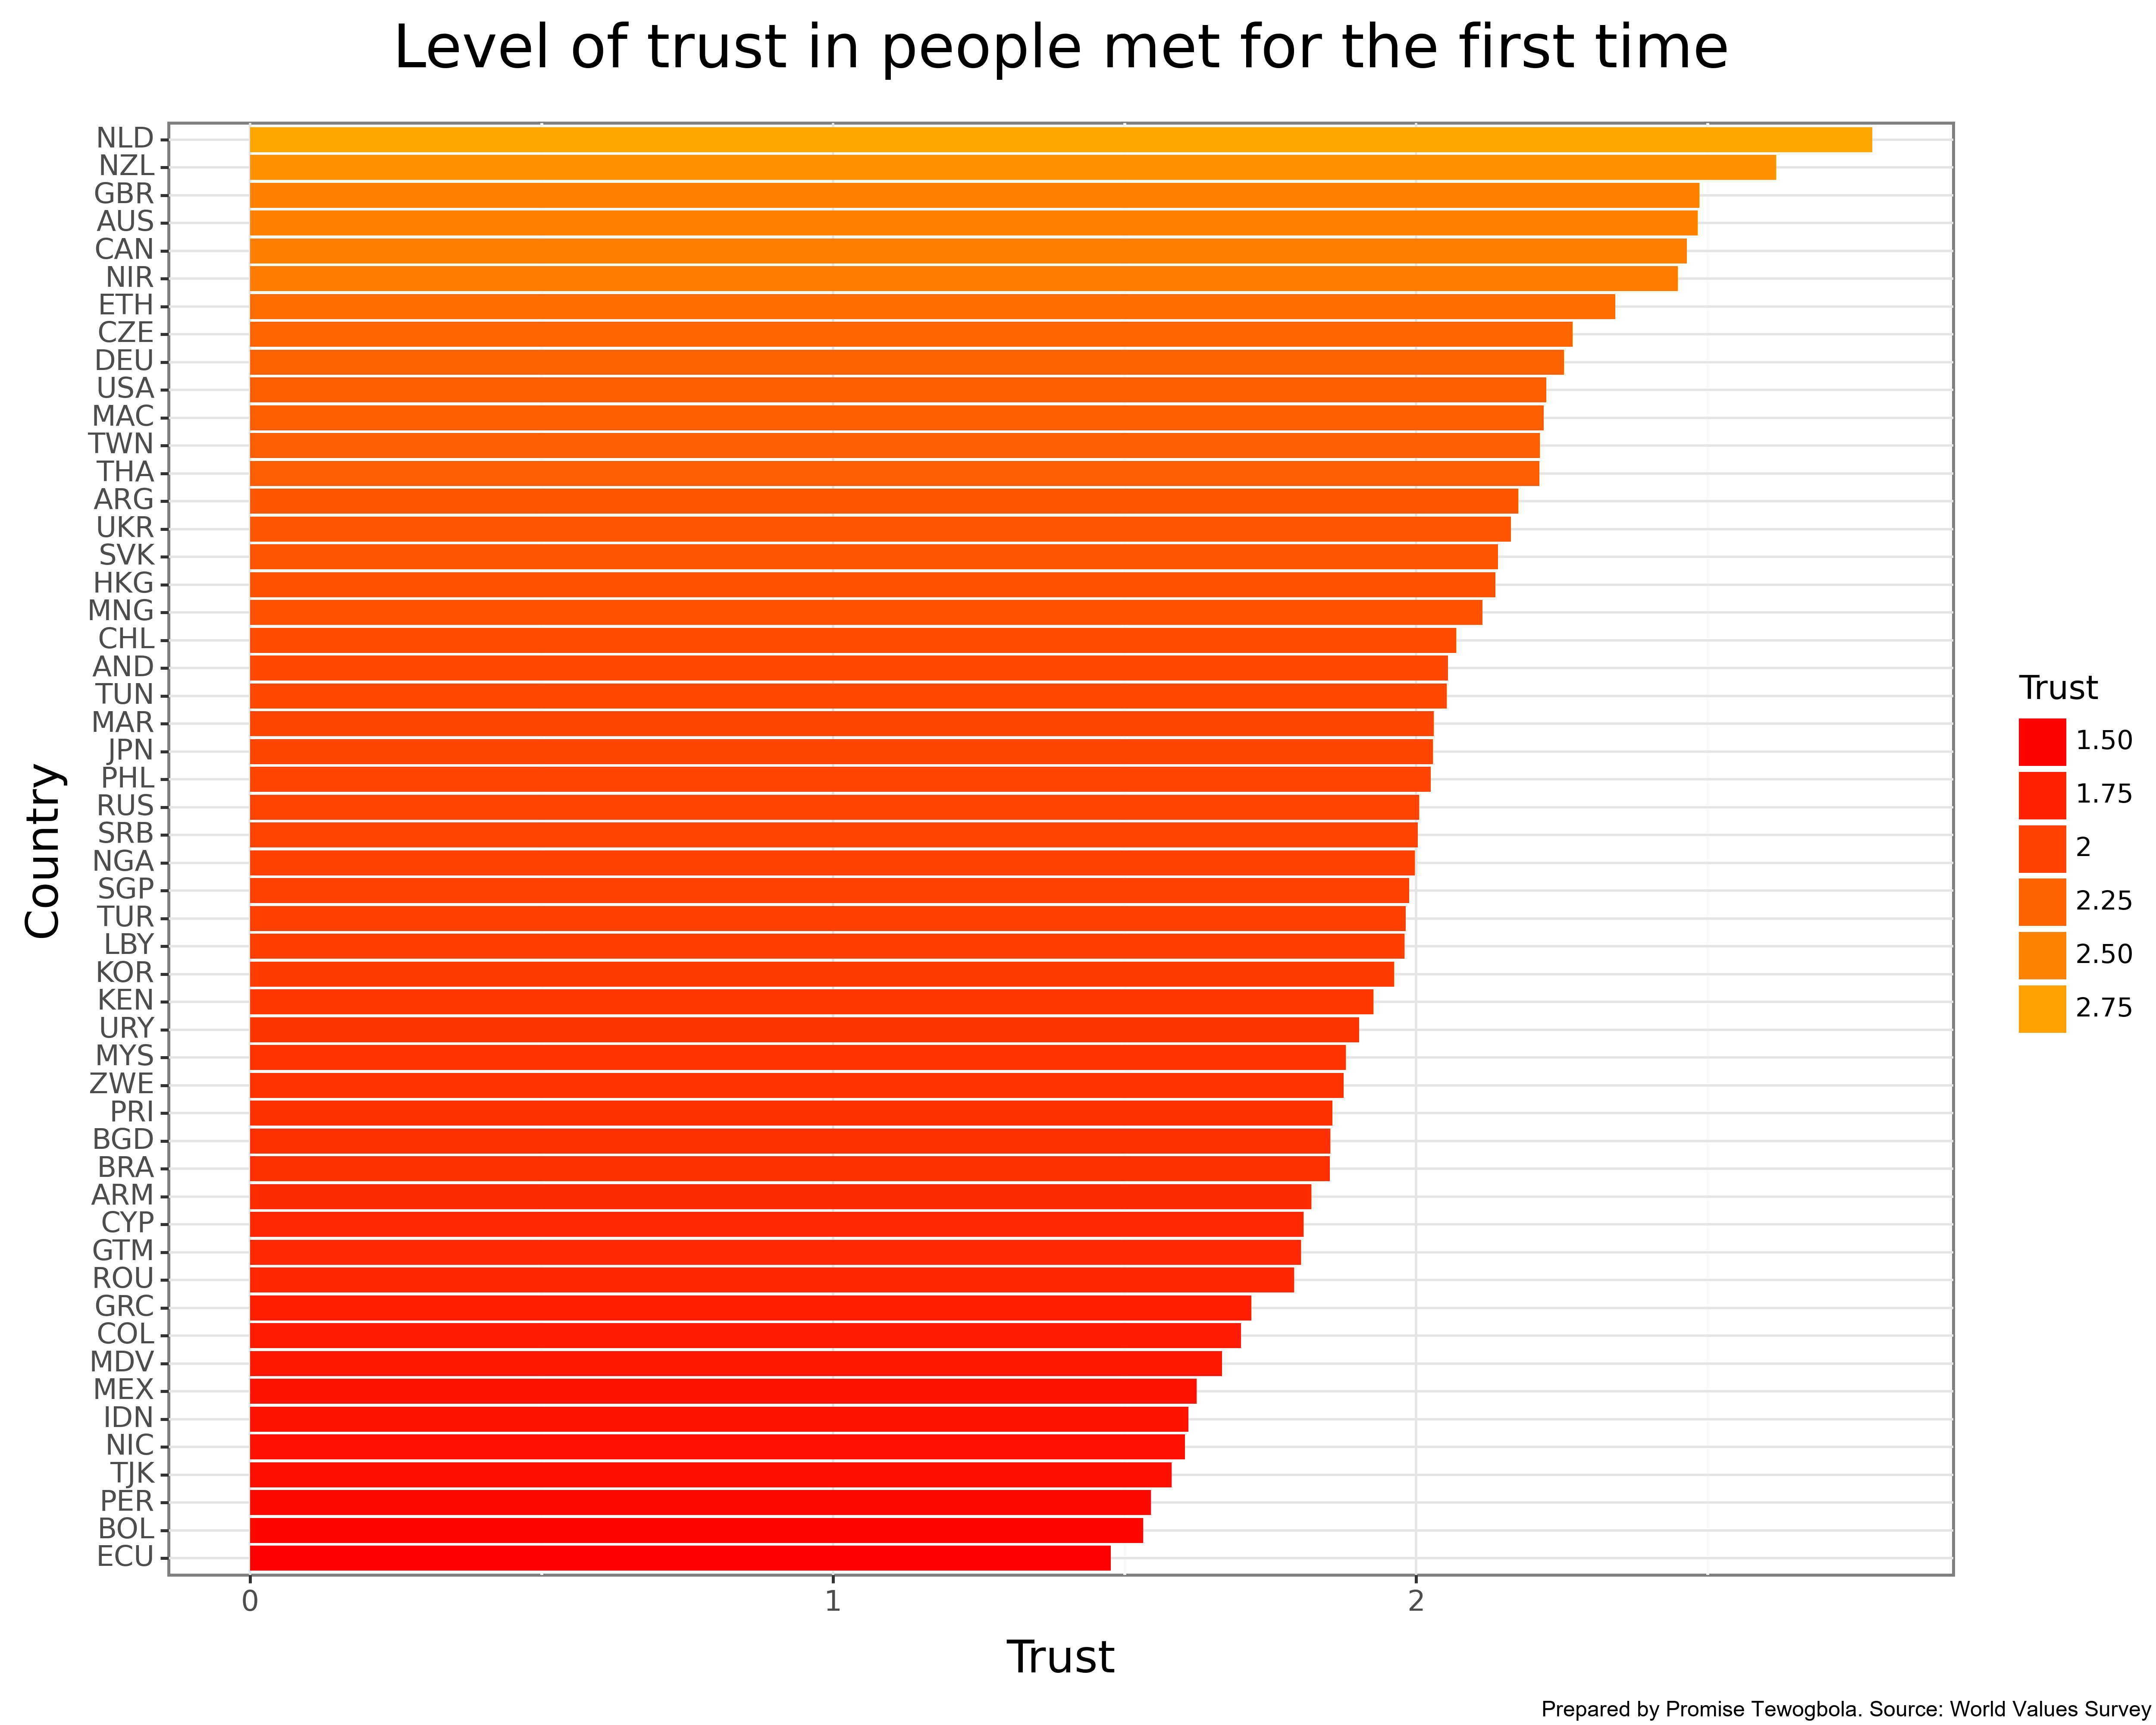 Level of trust in people met for the first time
NLD
NZL
GBR
AUS
CAN
NIR
ETH
CZE
DEU
USA
MAC
TWN
THA
ARG
UKR
SVK
HKG
MNG
CHL
AND
TUN
MAR
JPN
PHL
RUS
SRB
NGA
SGP
TUR
LBY
KOR
KEN
URY
MYS
ZWE
PRI
BGD
BRA
ARM
CYP
GTM
ROU
GRC
COL
MDV
MEX
IDN
NIC
TJK
PER
BOL
ECU
Country
0 1 2
Trust
Trust
1.50
1.75
2
2.25
2.50
2.75
Prepared by Promise Tewogbola. Source: World Values Survey